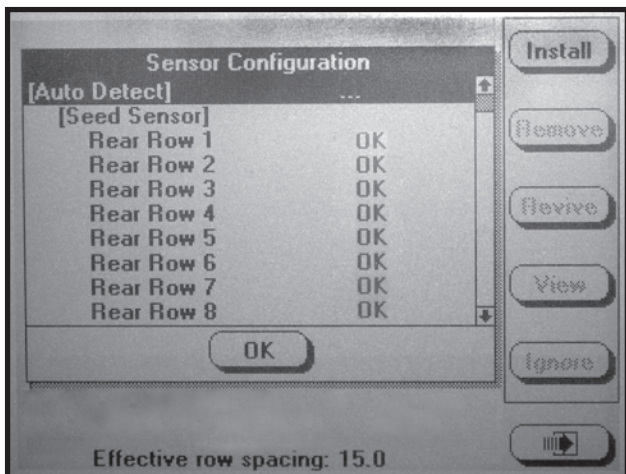 Sensor Configuration
[Auto Detect] ...
[Seed Sensor]
Rear Row 1 OK
Rear Row 2 OK
Rear Row 3 OK
Rear Row 4 OK
Rear Row 5 OK
Rear Row 6 OK
Rear Row 7 OK
Rear Row 8 OK
OK
Effective row spacing: 15.0
Install
Remove
Revive
View
Ignore